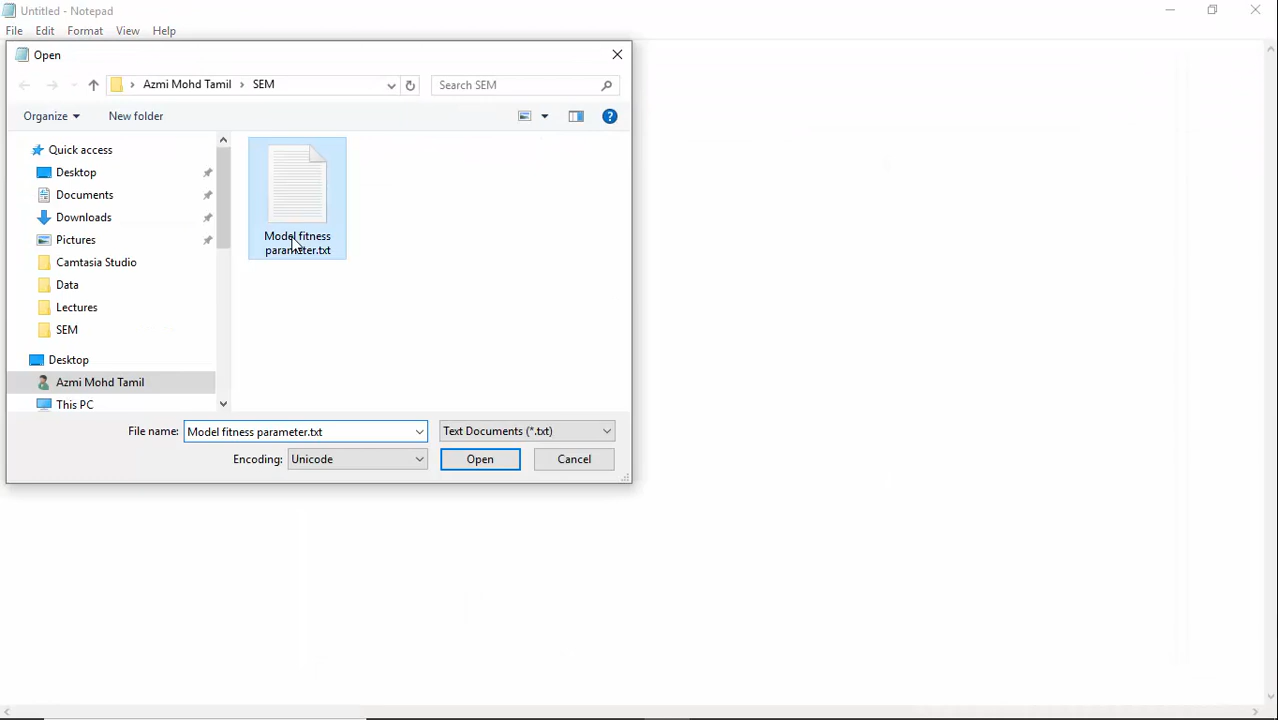 Untitled - Notepad
File Edit Format View Help
Open
Azmi Mohd Tamil SEM
Search SEM
Organize New folder
Quick access
Desktop
Documents
Downloads
Pictures
Camtasia Studio
Data
Lectures
SEM
Desktop
Azmi Mohd Tamil
This PC
Model fitness
parameter.txt
File name: Model fitness parameter.txt Text Documents (*.txt)
Encoding: Unicode Open Cancel